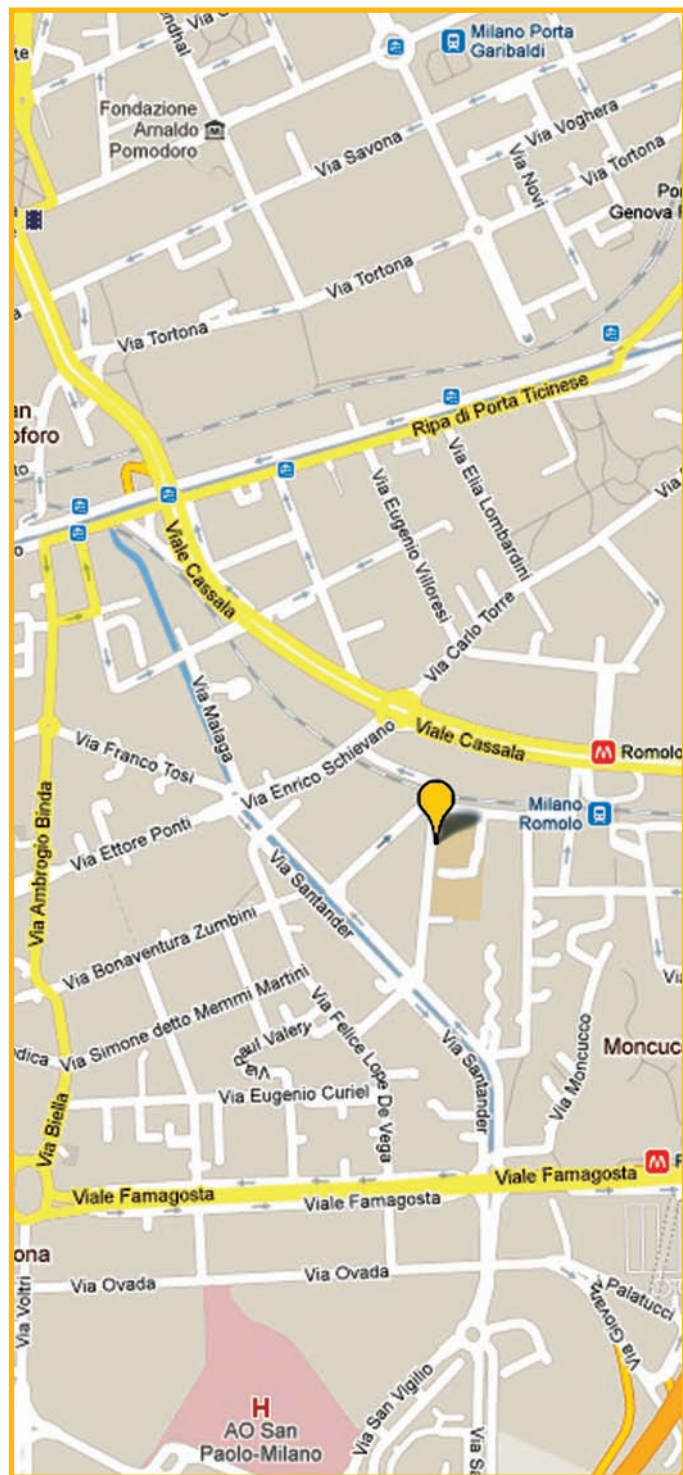 Milano Porta
Garibaldi
Fondazione
Arnaldo
Pomodoro
Via Savona
Via Voghera
Via Novi
Via Tortona
Genova
Via Tortona
Via Tortona
Ripa di Porta Ticinese
Via Elia Lombardini
Via Eugenio Villoresi
Viale Cassala
Via Carlo Torre
Via Malaga
Viale Cassala
M Romolo
Via Franco Tosi
Via Enrico Schievano
Milano
Romolo
Via Ettore Ponti
Via Ambrogio Binda
Via Santander
Via Bonaventura Zumbini
Via Simone detto Memmi Martini
Via Paul Valery
Via Felice Lope De Vega
Via Santander
Via Moncucco
Moncucc
Via Eugenio Curiel
Via Biella
M
Viale Famagosta
Viale Famagosta
Viale Famagosta
ona
Via Ovada
Via Ovada
Via Voltri
Palatucci
Via San Vigilio
H
AO San
Paolo-Milano